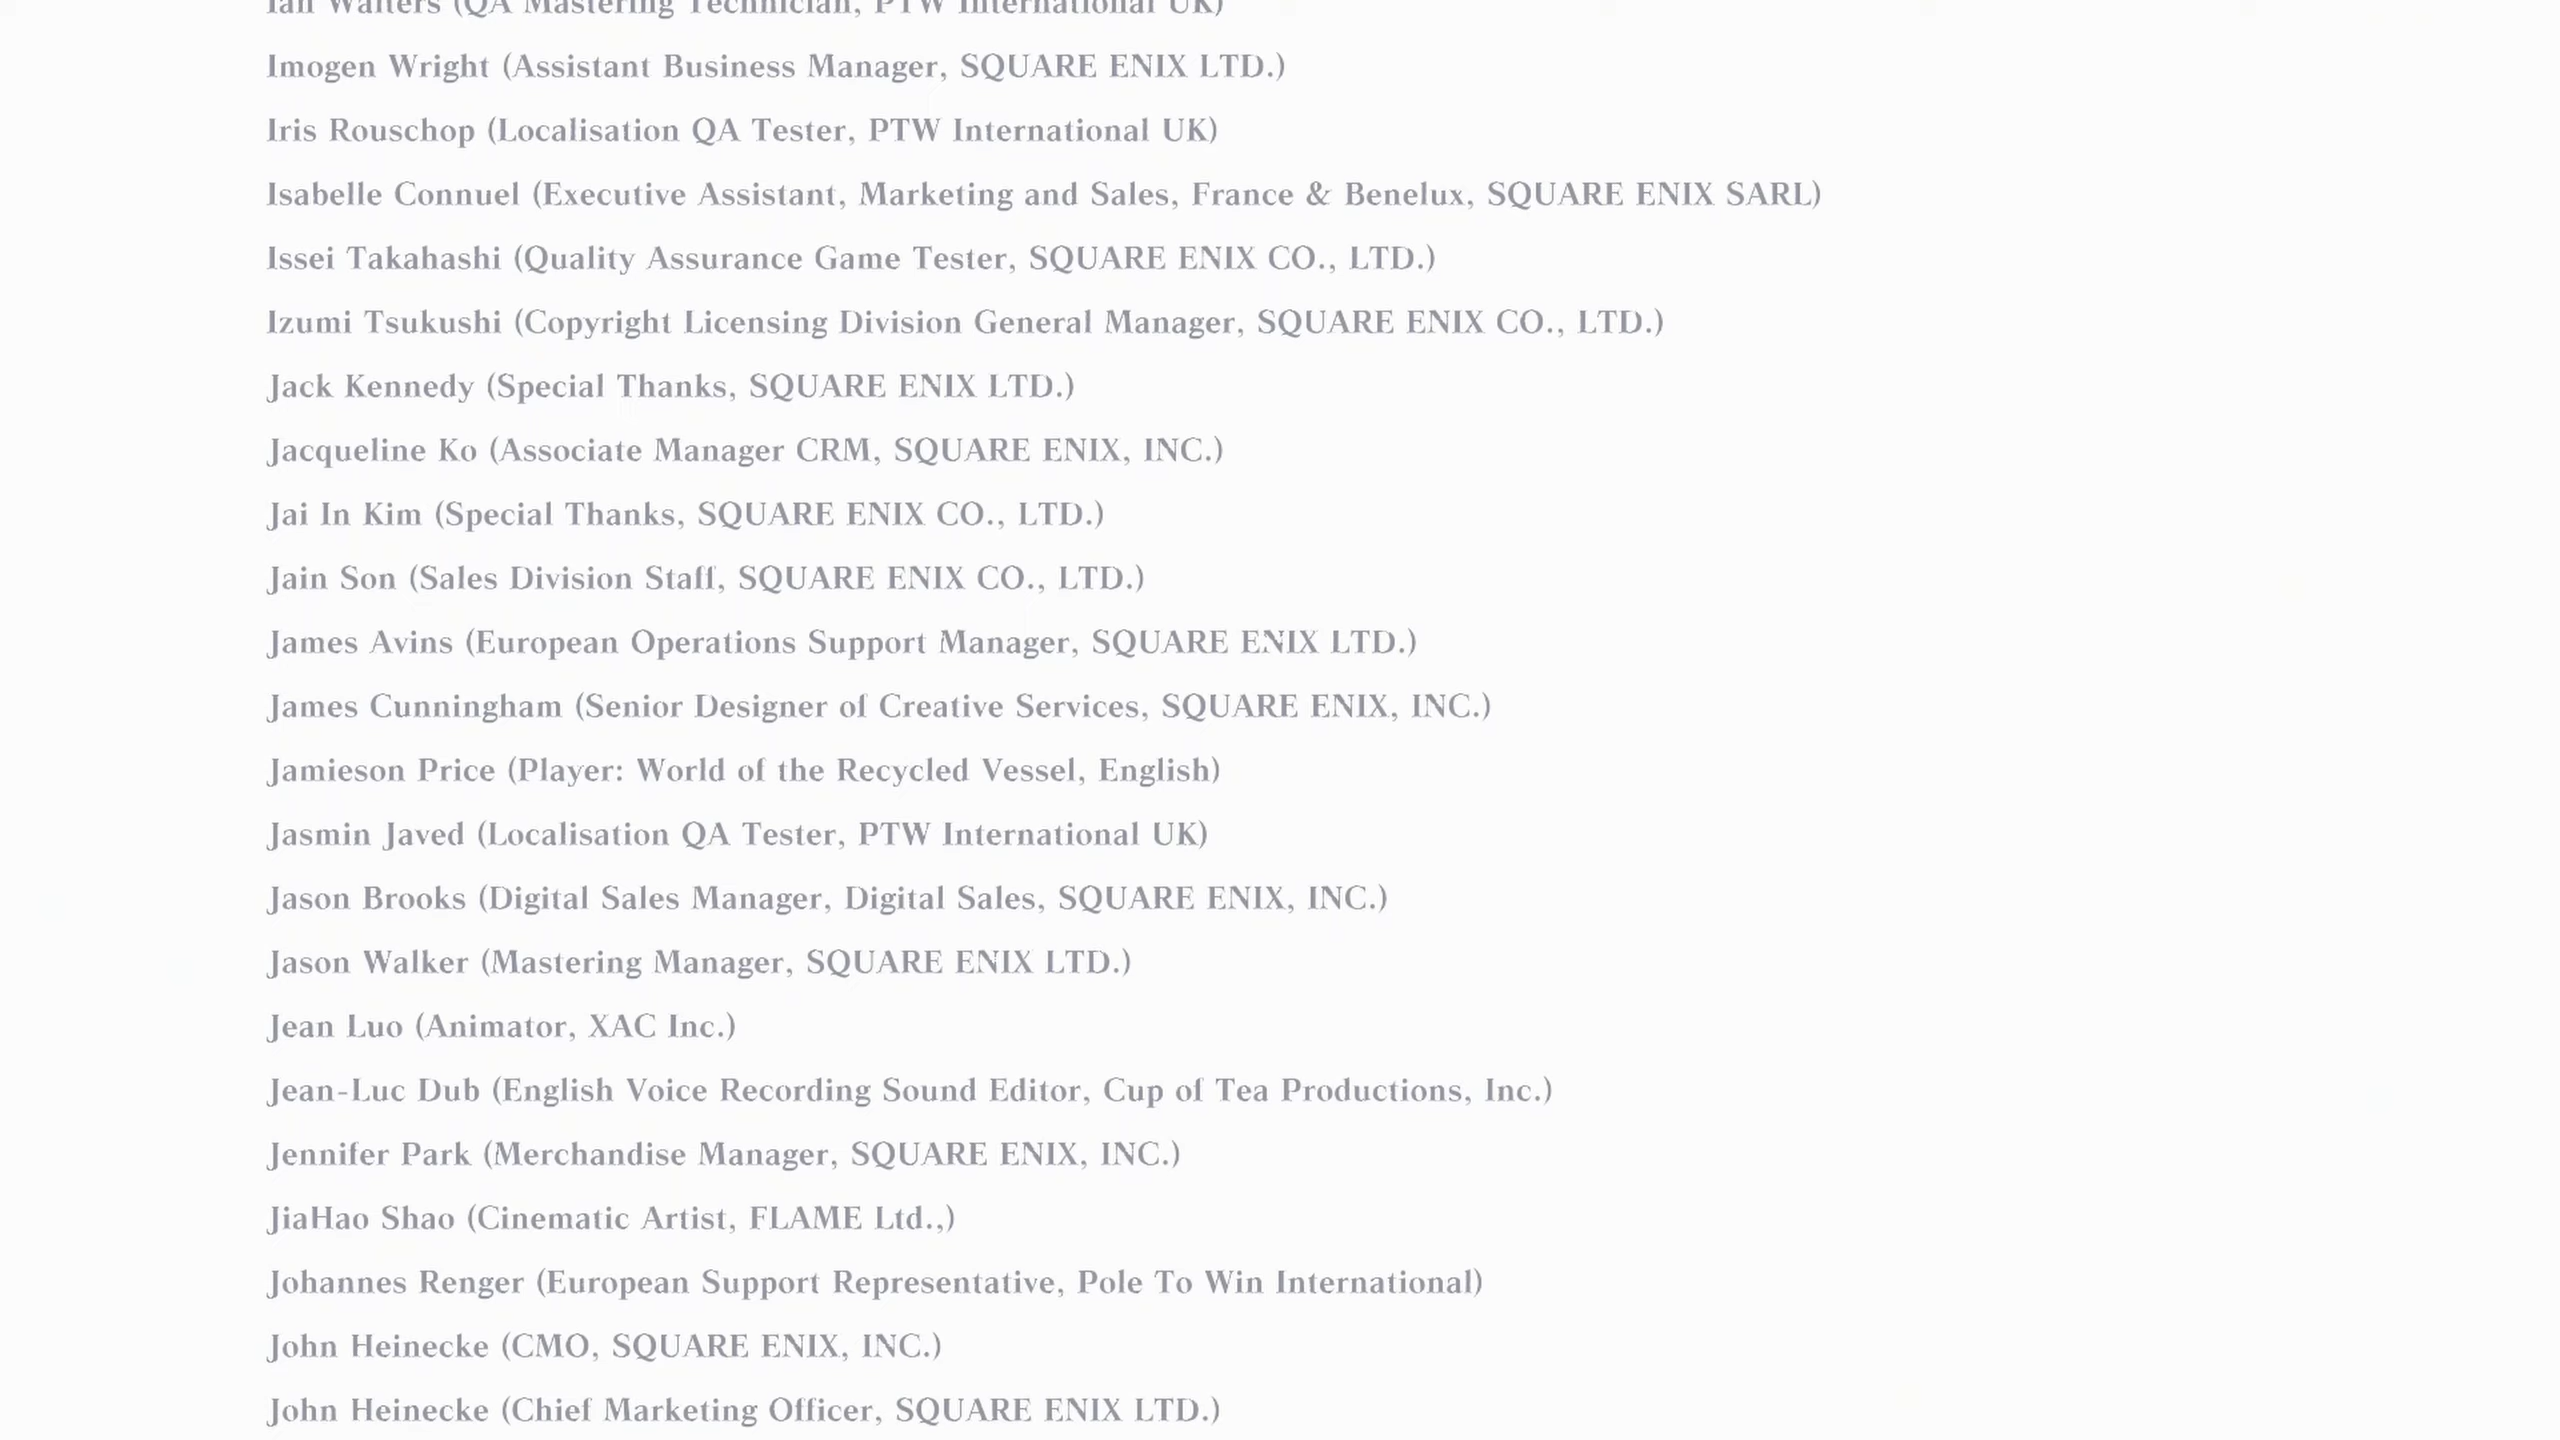 Ian Walters (QA Mastering Technician, PTW International UK)
Imogen Wright (Assistant Business Manager, SQUARE ENIX LTD.)
Iris Rouschop (Localisation QA Tester, PTW International UK)
Isabelle Connuel (Executive Assistant, Marketing and Sales, France & Benelux, SQUARE ENIX SARL)
Issei Takahashi (Quality Assurance Game Tester, SQUARE ENIX CO., LTD.)
Izumi Tsukushi (Copyright Licensing Division General Manager, SQUARE ENIX CO., LTD.)
Jack Kennedy (Special Thanks, SQUARE ENIX LTD.)
Jacqueline Ko (Associate Manager CRM, SQUARE ENIX, INC.)
Jai In Kim (Special Thanks, SQUARE ENIX CO., LTD.)
Jain Son (Sales Division Staff, SQUARE ENIX CO., LTD.)
James Avins (European Operations Support Manager, SQUARE ENIX LTD.)
James Cunningham (Senior Designer of Creative Services, SQUARE ENIX, INC.)
Jamieson Price (Player: World of the Recycled Vessel, English)
Jasmin Javed (Localisation QA Tester, PTW International UK)
Jason Brooks (Digital Sales Manager, Digital Sales, SQUARE ENIX, INC.)
Jason Walker (Mastering Manager, SQUARE ENIX LTD.)
Jean Luo (Animator, XAC Inc.)
Jean-Luc Dub (English Voice Recording Sound Editor, Cup of Tea Productions, Inc.)
Jennifer Park (Merchandise Manager, SQUARE ENIX, INC.)
JiaHao Shao (Cinematic Artist, FLAME Ltd.,)
Johannes Renger (European Support Representative, Pole To Win International)
John Heinecke (CMO, SQUARE ENIX, INC.)
John Heinecke (Chief Marketing Officer, SQUARE ENIX LTD.)